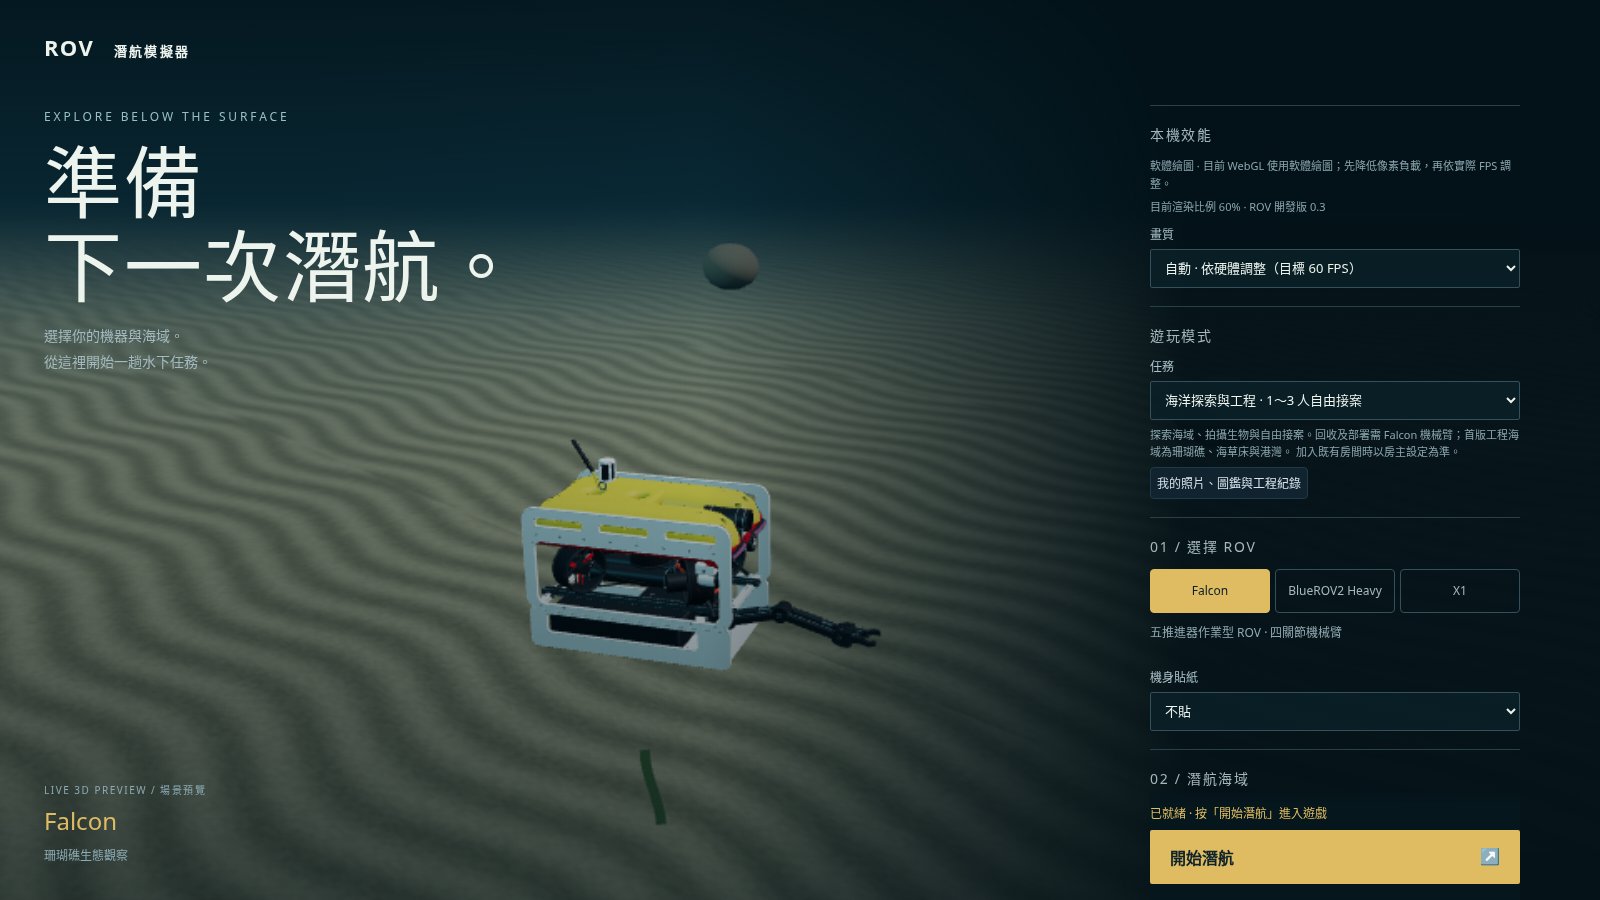 ROV 潛航模擬器
EXPLORE BELOW THE SURFACE
準備
下一次潛航。
選擇你的機器與海域。
從這裡開始一趟水下任務。
LIVE 3D PREVIEW / 場景預覽
Falcon
珊瑚礁生態觀察
本機效能
軟體繪圖 · 目前 WebGL 使用軟體繪圖；先降低像素負載，再依實際 FPS 調
整。
目前渲染比例 60% · ROV 開發版 0.3
畫質
自動 · 依硬體調整（目標 60 FPS）
遊玩模式
任務
海洋探索與工程 · 1～3 人自由接案
探索海域、拍攝生物與自由接案。回收及部署需 Falcon 機械臂；首版工程海
域為珊瑚礁、海草床與港灣。 加入既有房間時以房主設定為準。
我的照片、圖鑑與工程紀錄
01 / 選擇 ROV
Falcon BlueROV2 Heavy X1
五推進器作業型 ROV · 四關節機械臂
機身貼紙
不貼
02 / 潛航海域
已就緒 · 按「開始潛航」進入遊戲
開始潛航 ↗